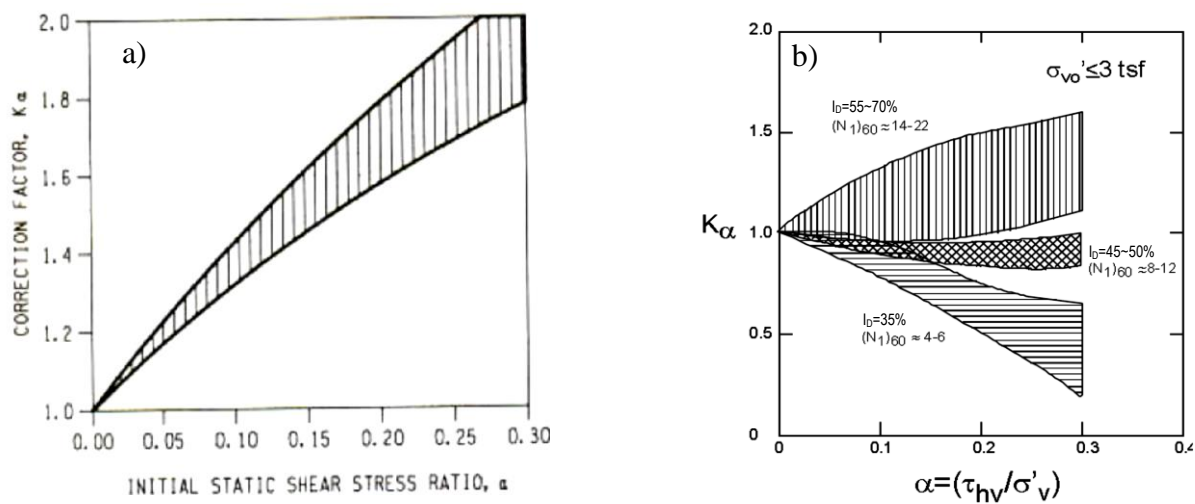 a)
CORRECTION FACTOR, Kα
2.0
1.8
1.6
1.4
1.2
1.0
0.00 0.05 0.10 0.15 0.20 0.25 0.30
INITIAL STATIC SHEAR STRESS RATIO, α
b)
σvo'≤3 tsf
2.0
1.5
1.0
0.5
0
Kα
ID=55~70%
(N1)60 ≈14-22
ID=45~50%
(N1)60 ≈8-12
ID=35%
(N1)60 ≈ 4-6
0 0.1 0.2 0.3 0.4
α=(τhv/σ'v)